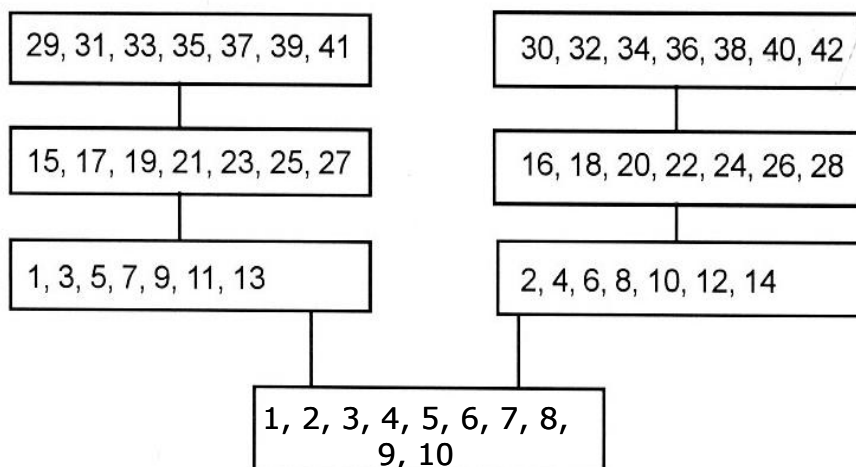 29, 31, 33, 35, 37, 39, 41
30, 32, 34, 36, 38, 40, 42
15, 17, 19, 21, 23, 25, 27
16, 18, 20, 22, 24, 26, 28
1, 3, 5, 7, 9, 11, 13
2, 4, 6, 8, 10, 12, 14
1, 2, 3, 4, 5, 6, 7, 8,
9, 10